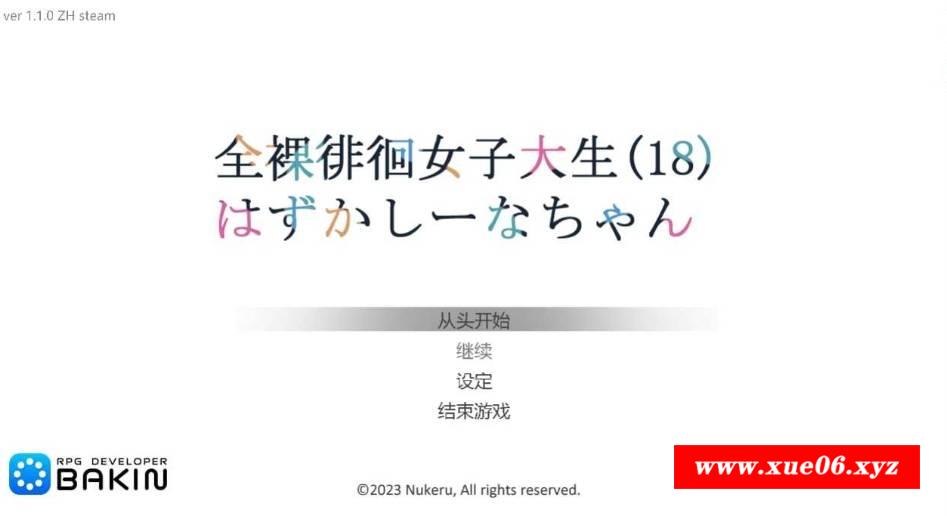 ver 1.1.0 ZH steam
全裸徘徊女子大生(18)
はずかしーなちゃん
从头开始
继续
设定
结束游戏
RPG DEVELOPER
BAKIN
©2023 Nukeru, All rights reserved.
www.xue06.xyz